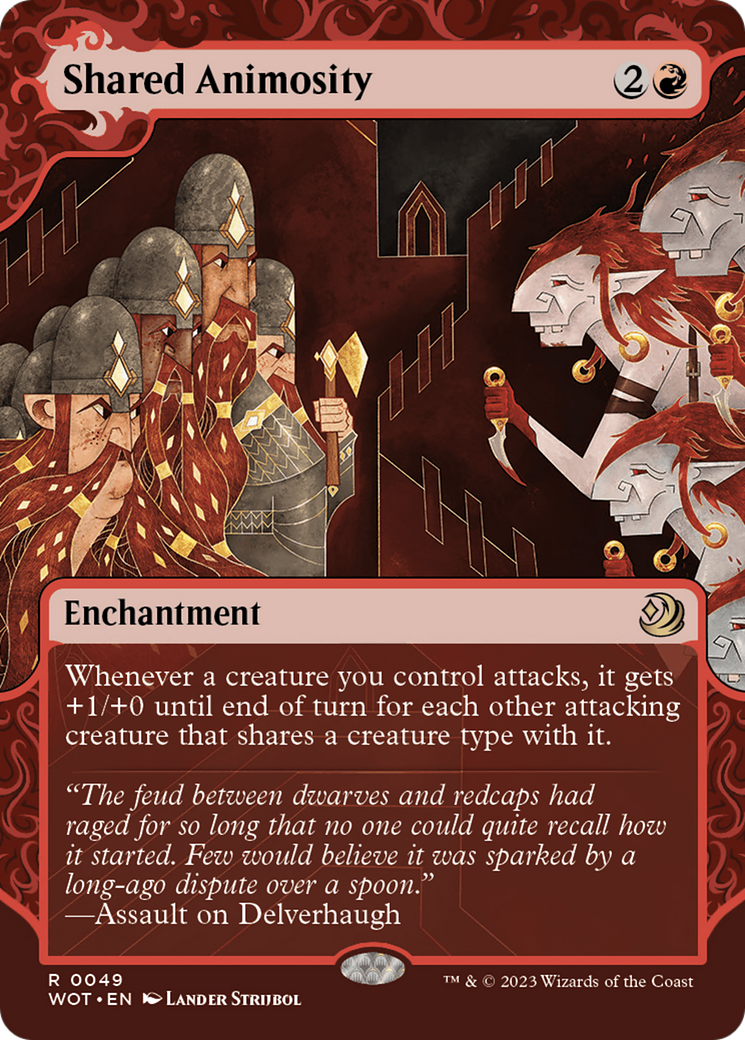 Shared Animosity 2
Enchantment
Whenever a creature you control attacks, it gets
+1/+0 until end of turn for each other attacking
creature that shares a creature type with it.
“The feud between dwarves and redcaps had
raged for so long that no one could quite recall how
it started. Few would believe it was sparked by a
long-ago dispute over a spoon.”
—Assault on Delverhaugh
R 0049
WOT • EN Lander Strijbol
™ & © 2023 Wizards of the Coast